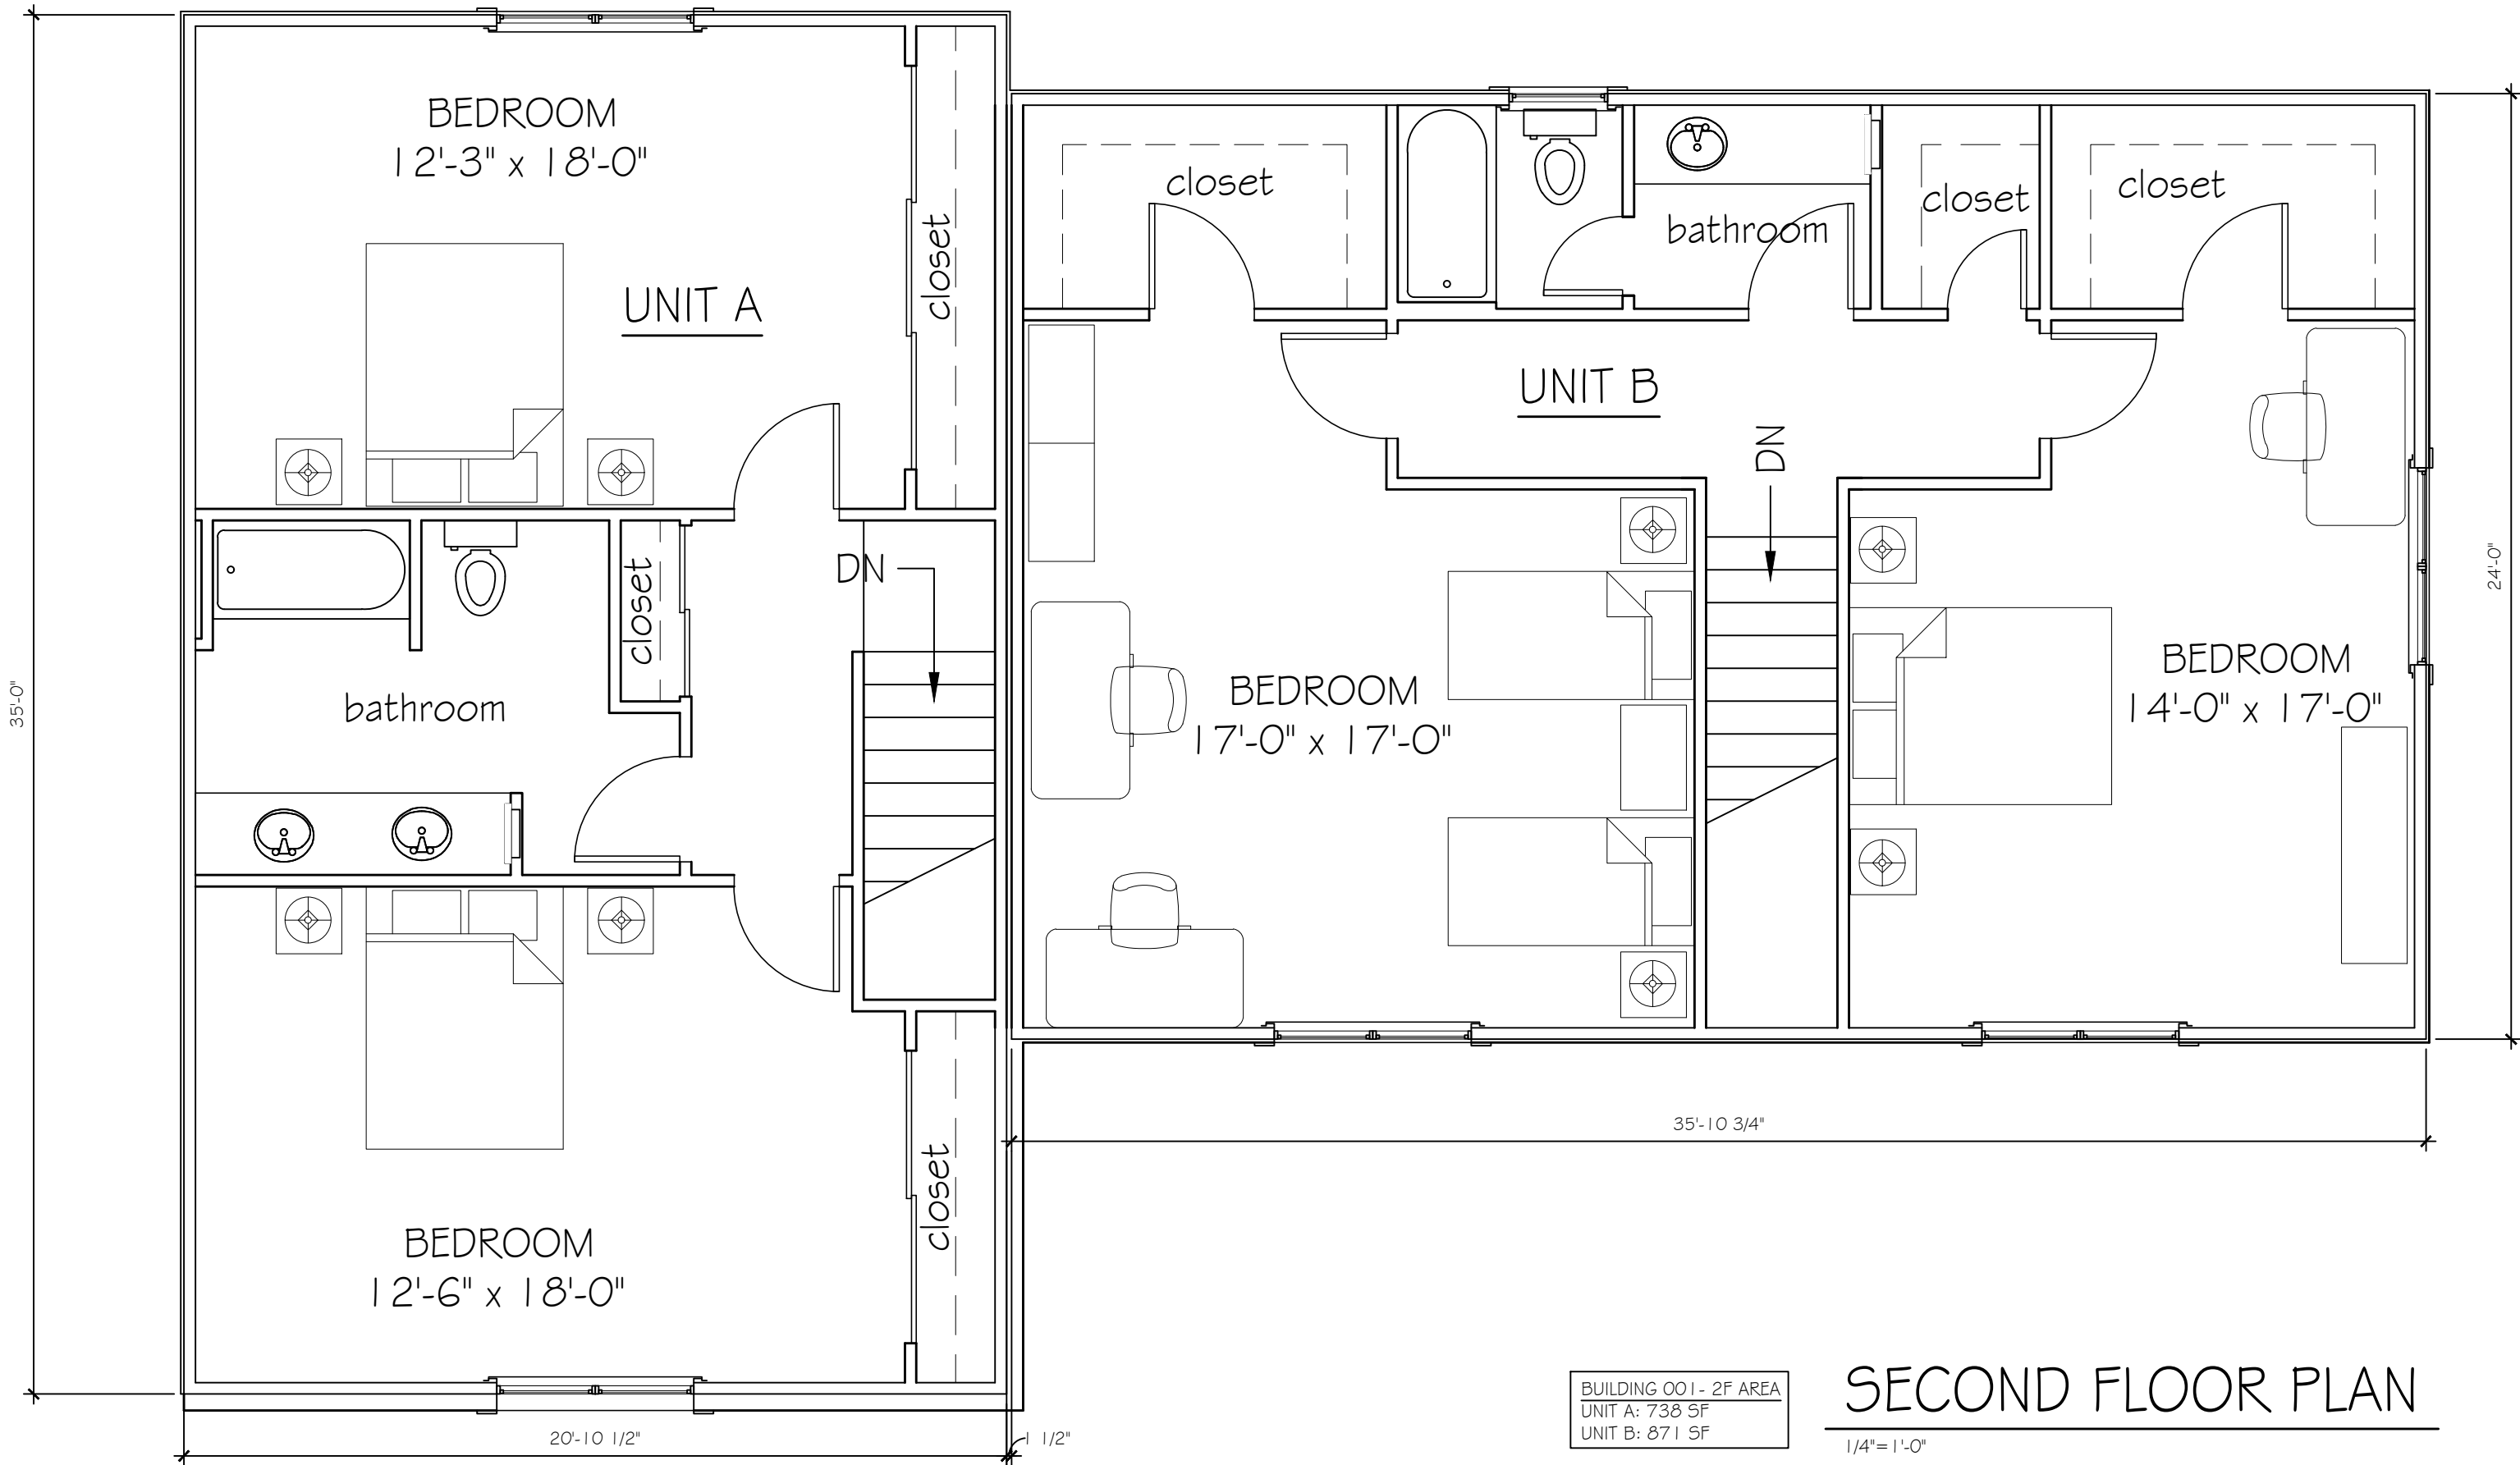 BEDROOM
12'-3" x 18'-0"
UNIT A
closet
closet
DN
bathroom
BEDROOM
12'-6" x 18'-0"
closet
35'-0"
20'-10 1/2"
1 1/2"
closet
bathroom
closet
closet
UNIT B
DN
BEDROOM
17'-0" x 17'-0"
BEDROOM
14'-0" x 17'-0"
24'-0"
35'-10 3/4"
BUILDING 001- 2F AREA
UNIT A: 738 SF
UNIT B: 871 SF
SECOND FLOOR PLAN
1/4"=1'-0"